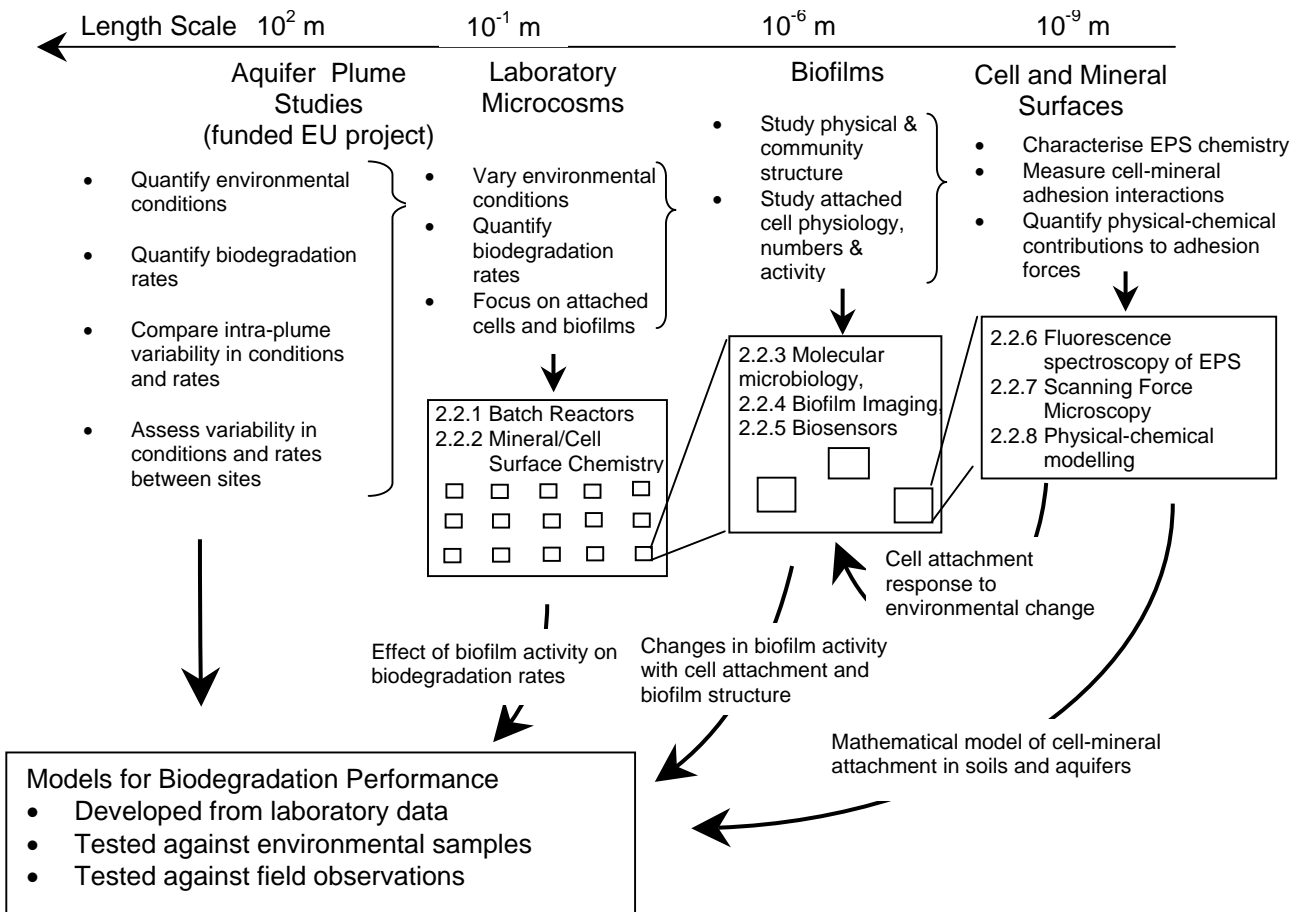 Length Scale 10² m 10⁻¹ m 10⁻⁶ m 10⁻⁹ m
Aquifer Plume
Studies
(funded EU project)
• Quantify environmental
conditions
• Quantify biodegradation
rates
• Compare intra-plume
variability in conditions
and rates
• Assess variability in
conditions and rates
between sites
Laboratory
Microcosms
• Vary environmental
conditions
• Quantify
biodegradation
rates
• Focus on attached
cells and biofilms
2.2.1 Batch Reactors
2.2.2 Mineral/Cell
Surface Chemistry
Biofilms
• Study physical &
community
structure
• Study attached
cell physiology,
numbers &
activity
2.2.3 Molecular
microbiology,
2.2.4 Biofilm Imaging,
2.2.5 Biosensors
Cell and Mineral
Surfaces
• Characterise EPS chemistry
• Measure cell-mineral
adhesion interactions
• Quantify physical-chemical
contributions to adhesion
forces
2.2.6 Fluorescence
spectroscopy of EPS
2.2.7 Scanning Force
Microscopy
2.2.8 Physical-chemical
modelling
Cell attachment
response to
environmental change
Effect of biofilm activity on
biodegradation rates
Changes in biofilm activity
with cell attachment and
biofilm structure
Mathematical model of cell-mineral
attachment in soils and aquifers
Models for Biodegradation Performance
• Developed from laboratory data
• Tested against environmental samples
• Tested against field observations